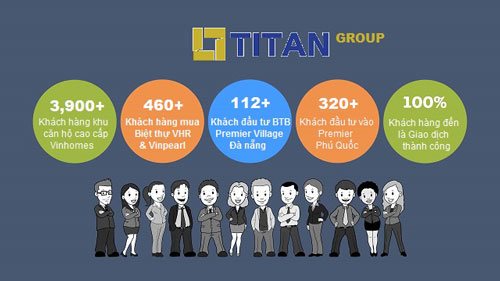 TITAN GROUP
3,900+
Khách hàng khu
căn hộ cao cấp
Vinhomes
460+
Khách hàng mua
Biệt thự VHR
& Vinpearl
112+
Khách đầu tư BTB
Premier Village
Đà nẵng
320+
Khách đầu tư vào
Premier
Phú Quốc
100%
Khách hàng đến
là Giao dịch
thành công